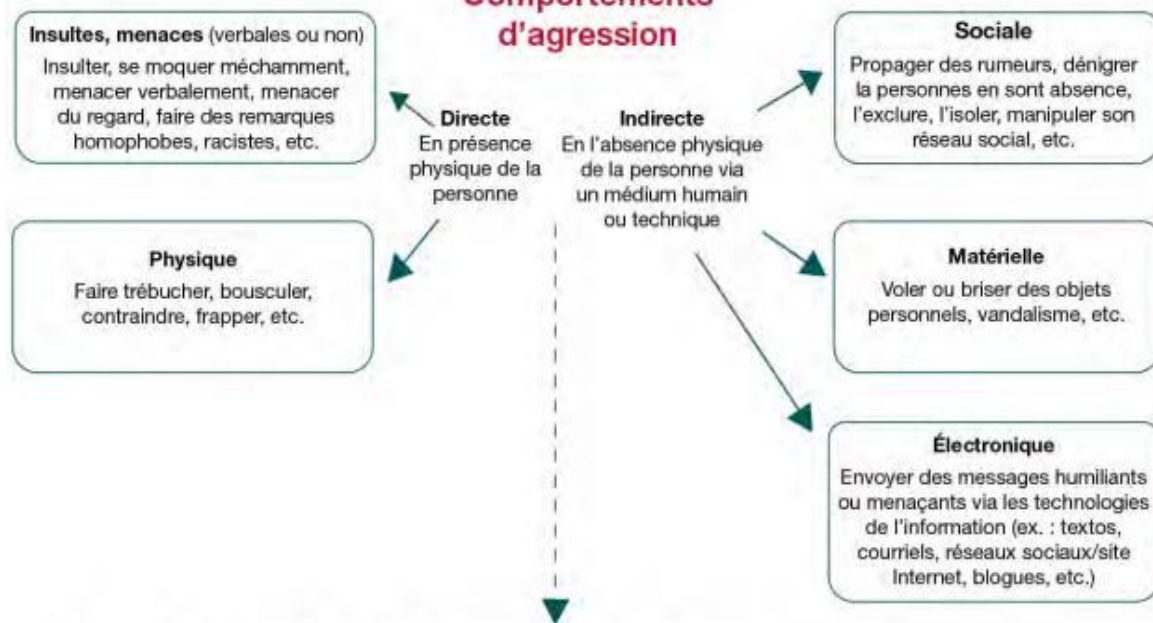 Comportements
d'agression
Insultes, menaces (verbales ou non)
Insulter, se moquer méchamment,
menacer verbalement, menacer
du regard, faire des remarques
homophobes, racistes, etc.
Directe
En présence
physique de la
personne
Physique
Faire trébucher, bousculer,
contraindre, frapper, etc.
Indirecte
En l'absence physique
de la personne via
un médium humain
ou technique
Sociale
Propager des rumeurs, dénigrer
la personnes en sont absence,
l'exclure, l'isoler, manipuler son
réseau social, etc.
Matérielle
Voler ou briser des objets
personnels, vandalisme, etc.
Électronique
Envoyer des messages humiliants
ou menaçants via les technologies
de l'information (ex. : textos,
courriels, réseaux sociaux/site
Internet, blogues, etc.)